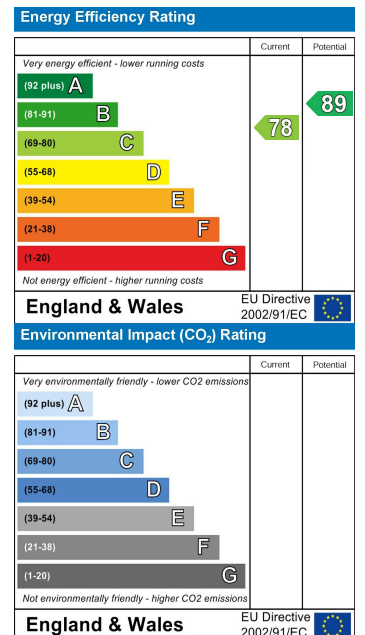 Energy Efficiency Rating
Current Potential
Very energy efficient - lower running costs
(92 plus) A
(81-91) B
89
(69-80) C
78
(55-68) D
(39-54) E
(21-38) F
(1-20) G
Not energy efficient - higher running costs
England & Wales
EU Directive
2002/91/EC
Environmental Impact (CO₂) Rating
Current Potential
Very environmentally friendly - lower CO2 emissions
(92 plus) A
(81-91) B
(69-80) C
(55-68) D
(39-54) E
(21-38) F
(1-20) G
Not environmentally friendly - higher CO2 emissions
England & Wales
EU Directive
2002/91/EC